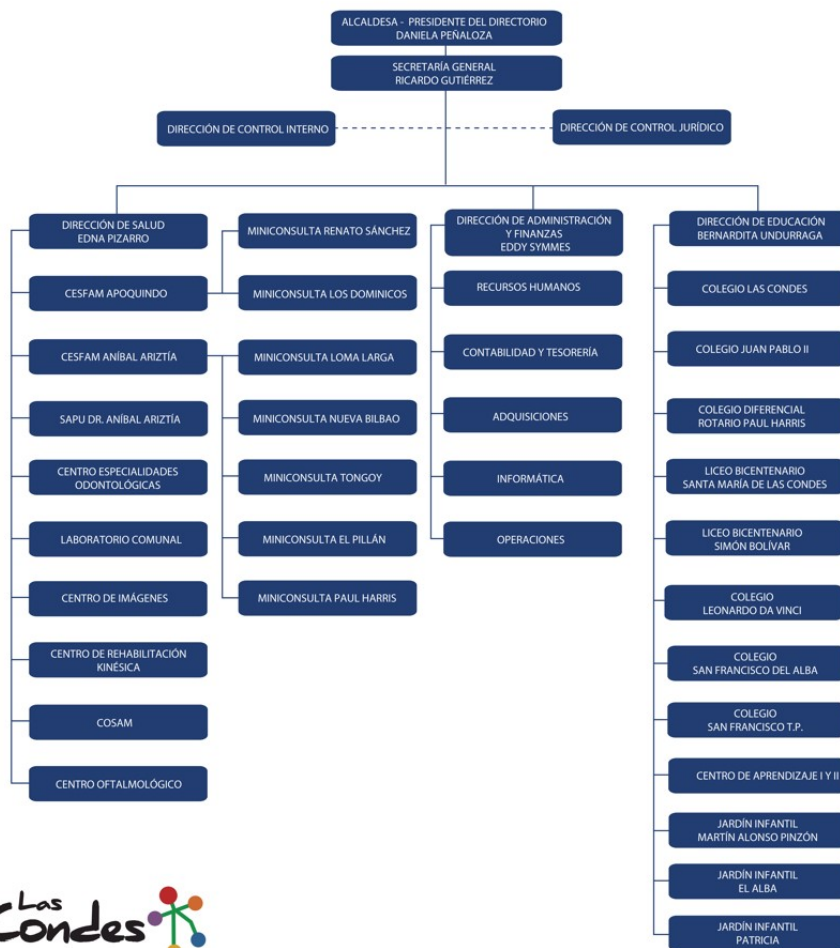 ALCALDESA - PRESIDENTE DEL DIRECTORIO
DANIELA PEÑALOZA
SECRETARÍA GENERAL
RICARDO GUTIÉRREZ
DIRECCIÓN DE CONTROL INTERNO
DIRECCIÓN DE CONTROL JURÍDICO
DIRECCIÓN DE SALUD
EDNA PIZARRO
CESFAM APOQUINDO
CESFAM ANÍBAL ARIZTÍA
SAPU DR. ANÍBAL ARIZTÍA
CENTRO ESPECIALIDADES
ODONTOLÓGICAS
LABORATORIO COMUNAL
CENTRO DE IMÁGENES
CENTRO DE REHABILITACIÓN
KINÉSICA
COSAM
CENTRO OFTALMOLÓGICO
MINICONSULTA RENATO SÁNCHEZ
MINICONSULTA LOS DOMINICOS
MINICONSULTA LOMA LARGA
MINICONSULTA NUEVA BILBAO
MINICONSULTA TONGOY
MINICONSULTA EL PILLÁN
MINICONSULTA PAUL HARRIS
DIRECCIÓN DE ADMINISTRACIÓN
Y FINANZAS
EDDY SYMMES
RECURSOS HUMANOS
CONTABILIDAD Y TESORERÍA
ADQUISICIONES
INFORMÁTICA
OPERACIONES
DIRECCIÓN DE EDUCACIÓN
BERNARDITA UNDURRAGA
COLEGIO LAS CONDES
COLEGIO JUAN PABLO II
COLEGIO DIFERENCIAL
ROTARIO PAUL HARRIS
LICEO BICENTENARIO
SANTA MARÍA DE LAS CONDES
LICEO BICENTENARIO
SIMÓN BOLÍVAR
COLEGIO
LEONARDO DA VINCI
COLEGIO
SAN FRANCISCO DEL ALBA
COLEGIO
SAN FRANCISCO T.P.
CENTRO DE APRENDIZAJE I Y II
JARDÍN INFANTIL
MARTÍN ALONSO PINZÓN
JARDÍN INFANTIL
EL ALBA
JARDÍN INFANTIL
PATRICIA
Las
Condes